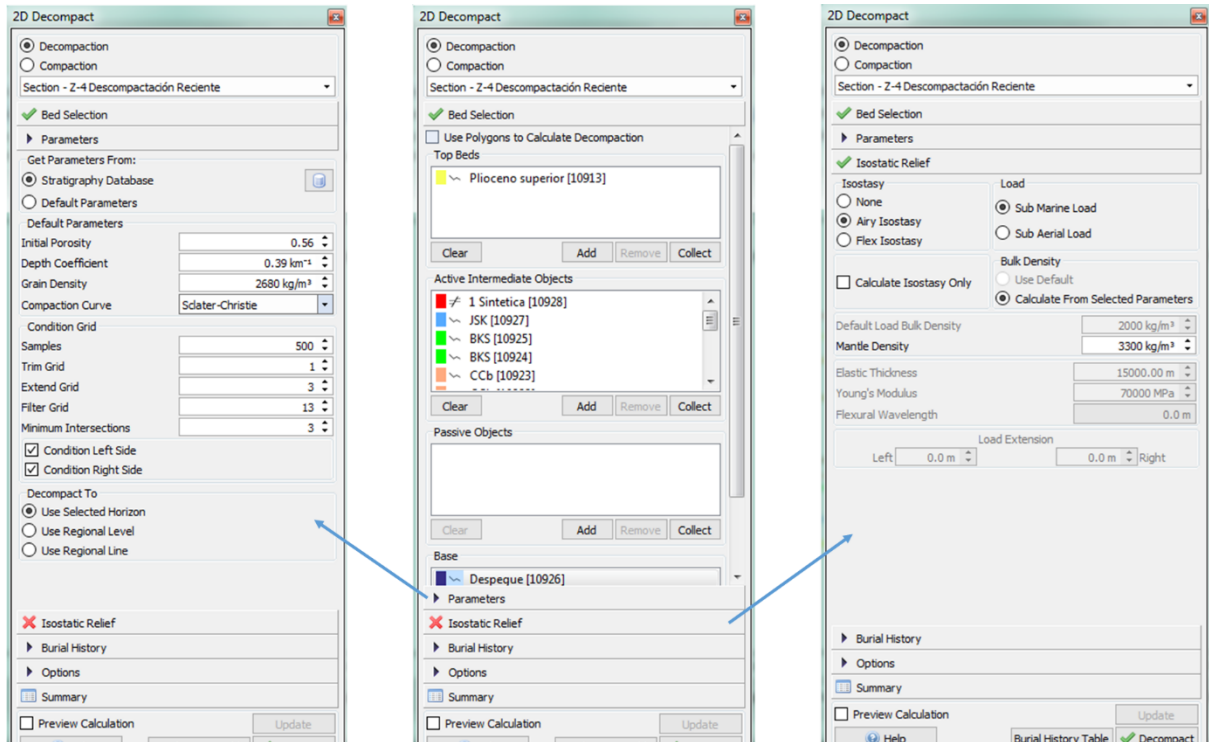 2D Decompact
Decompaction
Compaction
Section - Z-4 Descompactación Reciente
Bed Selection
Parameters
Get Parameters From:
Stratigraphy Database
Default Parameters
Default Parameters
Initial Porosity 0.56
Depth Coefficient 0.39 km⁻¹
Grain Density 2680 kg/m³
Compaction Curve Sclater-Christie
Condition Grid
Samples 500
Trim Grid 1
Extend Grid 3
Filter Grid 13
Minimum Intersections 3
Condition Left Side
Condition Right Side
Decompact To
Use Selected Horizon
Use Regional Level
Use Regional Line
Isostatic Relief
Burial History
Options
Summary
Preview Calculation Update
2D Decompact
Decompaction
Compaction
Section - Z-4 Descompactación Reciente
Bed Selection
Use Polygons to Calculate Decompaction
Top Beds
Plioceno superior [10913]
Clear Add Remove Collect
Active Intermediate Objects
1 Sintetica [10928]
JSK [10927]
BKS [10925]
BKS [10924]
CCb [10923]
Clear Add Remove Collect
Passive Objects
Clear Add Remove Collect
Base
Despeque [10926]
Parameters
Isostatic Relief
Burial History
Options
Summary
Preview Calculation Update
2D Decompact
Decompaction
Compaction
Section - Z-4 Descompactación Reciente
Bed Selection
Parameters
Isostatic Relief
Isostasy
None
Airy Isostasy
Flex Isostasy
Load
Sub Marine Load
Sub Aerial Load
Calculate Isostasy Only
Bulk Density
Use Default
Calculate From Selected Parameters
Default Load Bulk Density 2000 kg/m³
Mantle Density 3300 kg/m³
Elastic Thickness 15000.00 m
Young's Modulus 70000 MPa
Flexural Wavelength 0.0 m
Load Extension
Left 0.0 m 0.0 m Right
Burial History
Options
Summary
Preview Calculation Update
Help Burial History Table Decompact